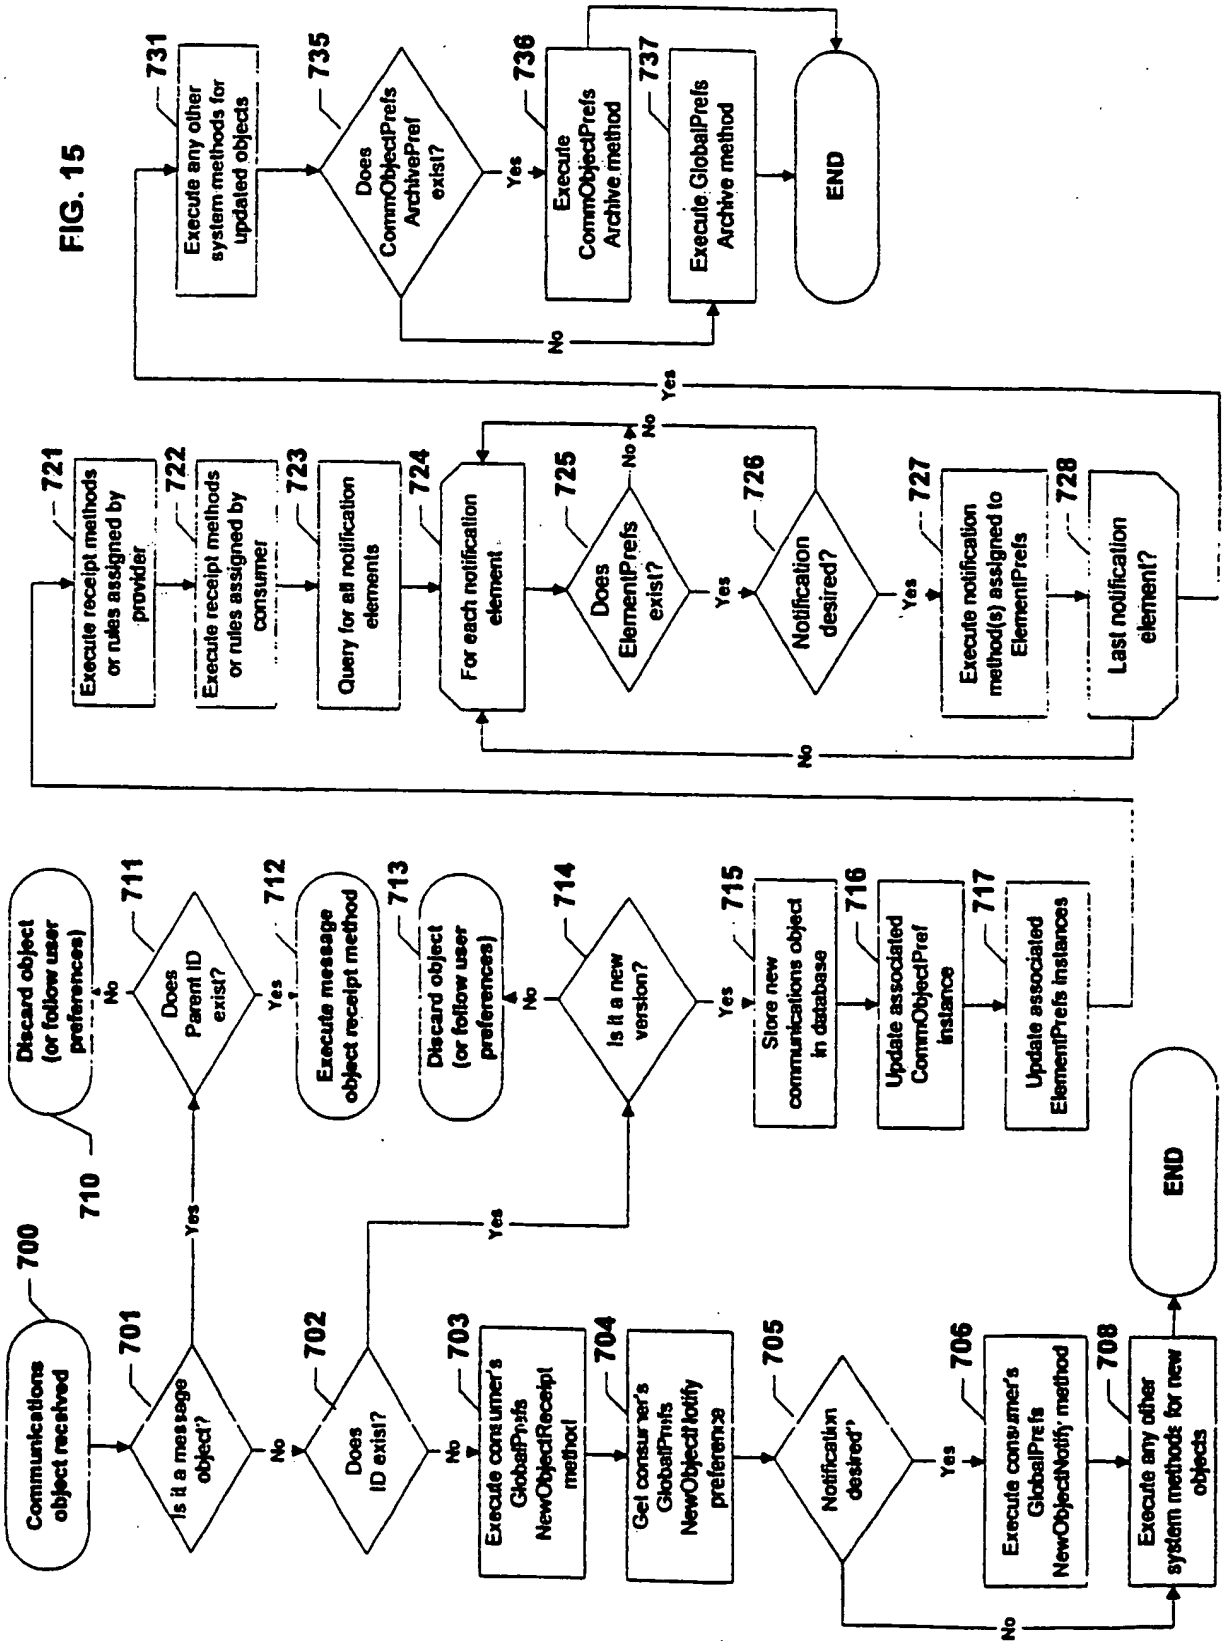 FIG. 15
700
Communications
object received
701
Is it a message
object?
Yes
No
702
Does
ID exist?
Yes
No
703
Execute consumer's
GlobalPrefs
NewObjectReceipt
method
704
Get consumer's
GlobalPrefs
NewObjectNotify
preference
705
Notification
desired"
Yes
No
706
Execute consumer's
GlobalPrefs
NewObjectNotify method
708
Execute any other
system methods for new
objects
END
710
Discard object
(or follow user
preferences)
No
711
Does
Parent ID
exist?
Yes
712
Execute message
object receipt method
713
Discard object
(or follow user
preferences)
No
714
Is it a new
version?
Yes
715
Store new
communications object
in database
716
Update associated
CommObjectPref
instance
717
Update associated
ElementPrefs instances
721
Execute receipt methods
or rules assigned by
provider
722
Execute receipt methods
or rules assigned by
consumer
723
Query for all notification
elements
724
For each notification
element
725
Does
ElementPrefs
exist?
No
Yes
726
Notification
desired?
No
Yes
727
Execute notification
method(s) assigned to
ElementPrefs
728
Last notification
element?
No
Yes
731
Execute any other
system methods for
updated objects
735
Does
CommObjectPrefs
ArchivePref
exist?
No
Yes
736
Execute
CommObjectPrefs
Archive method
737
Execute GlobalPrefs
Archive method
END